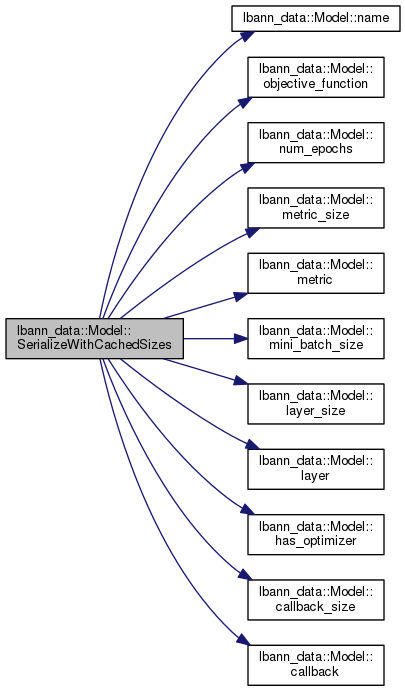 lbann_data::Model::name
lbann_data::Model::
objective_function
lbann_data::Model::
num_epochs
lbann_data::Model::
metric_size
lbann_data::Model::
metric
lbann_data::Model::
SerializeWithCachedSizes
lbann_data::Model::
mini_batch_size
lbann_data::Model::
layer_size
lbann_data::Model::
layer
lbann_data::Model::
has_optimizer
lbann_data::Model::
callback_size
lbann_data::Model::
callback